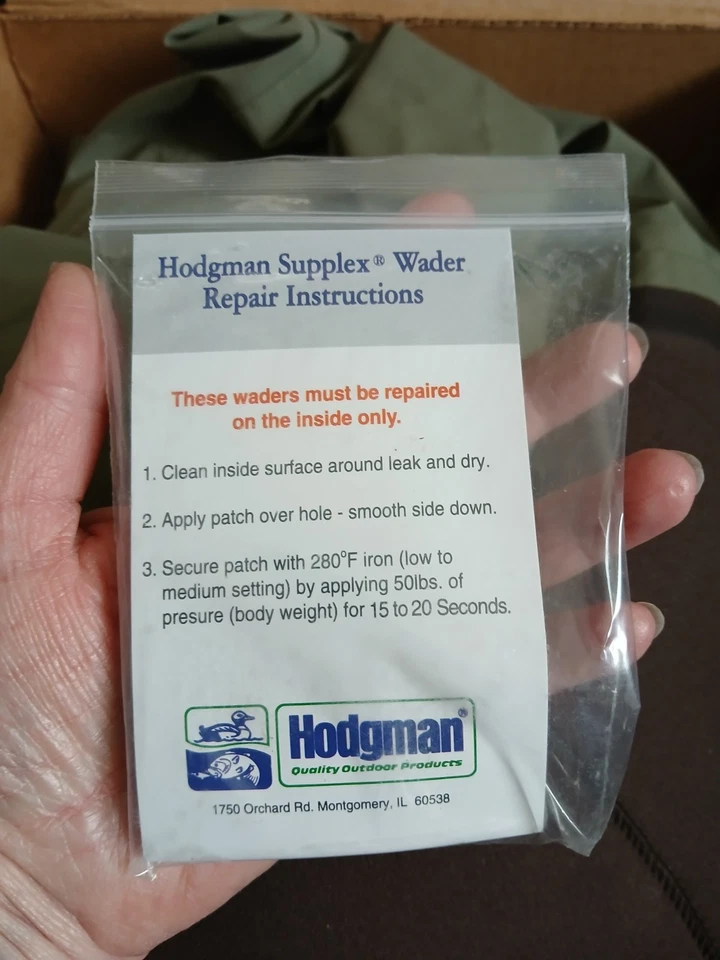 Hodgman Supplex® Wader
Repair Instructions
These waders must be repaired
on the inside only.
1. Clean inside surface around leak and dry.
2. Apply patch over hole - smooth side down.
3. Secure patch with 280°F iron (low to
medium setting) by applying 50lbs. of
presure (body weight) for 15 to 20 Seconds.
Hodgman®
Quality Outdoor Products
1750 Orchard Rd. Montgomery, IL 60538